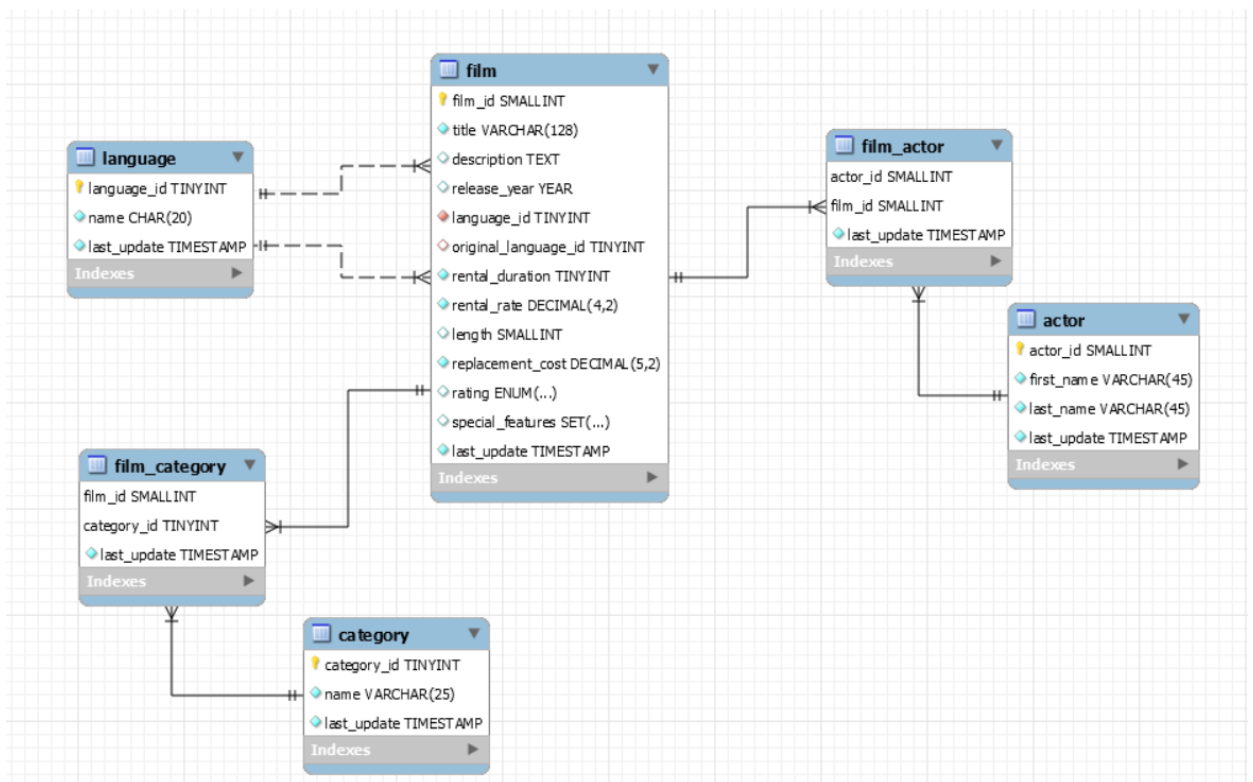 film
film_id SMALLINT
title VARCHAR(128)
description TEXT
release_year YEAR
language_id TINYINT
original_language_id TINYINT
rental_duration TINYINT
rental_rate DECIMAL(4,2)
length SMALLINT
replacement_cost DECIMAL(5,2)
rating ENUM(...)
special_features SET(...)
last_update TIMESTAMP
Indexes
language
language_id TINYINT
name CHAR(20)
last_update TIMESTAMP
Indexes
film_actor
actor_id SMALLINT
film_id SMALLINT
last_update TIMESTAMP
Indexes
actor
actor_id SMALLINT
first_name VARCHAR(45)
last_name VARCHAR(45)
last_update TIMESTAMP
Indexes
film_category
film_id SMALLINT
category_id TINYINT
last_update TIMESTAMP
Indexes
category
category_id TINYINT
name VARCHAR(25)
last_update TIMESTAMP
Indexes